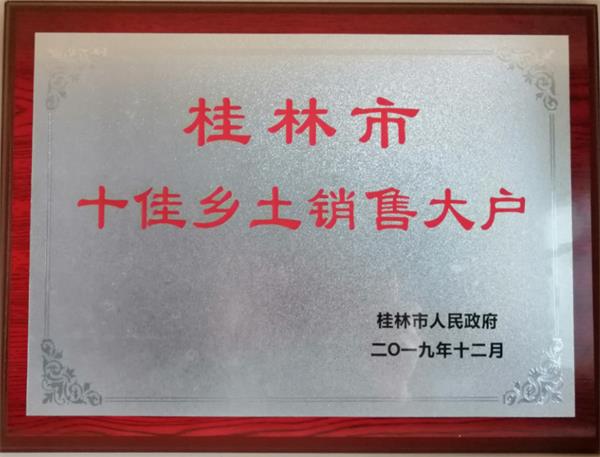 桂林市
十佳乡土销售大户
桂林市人民政府
二O一九年十二月